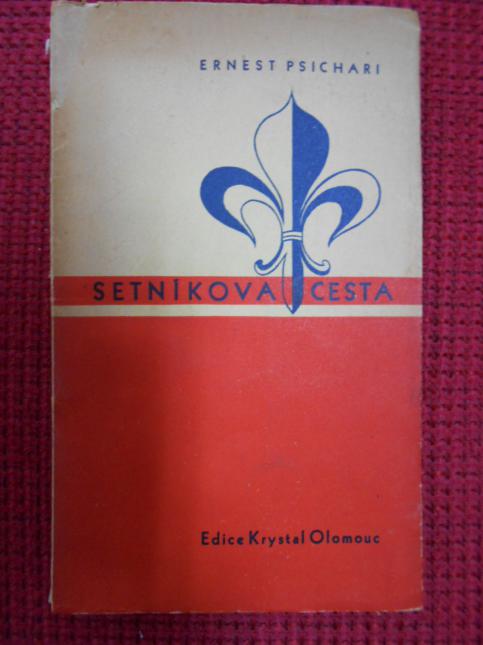 ERNEST PSICHARI
SETNÍKOVA CESTA
Edice Krystal Olomouc